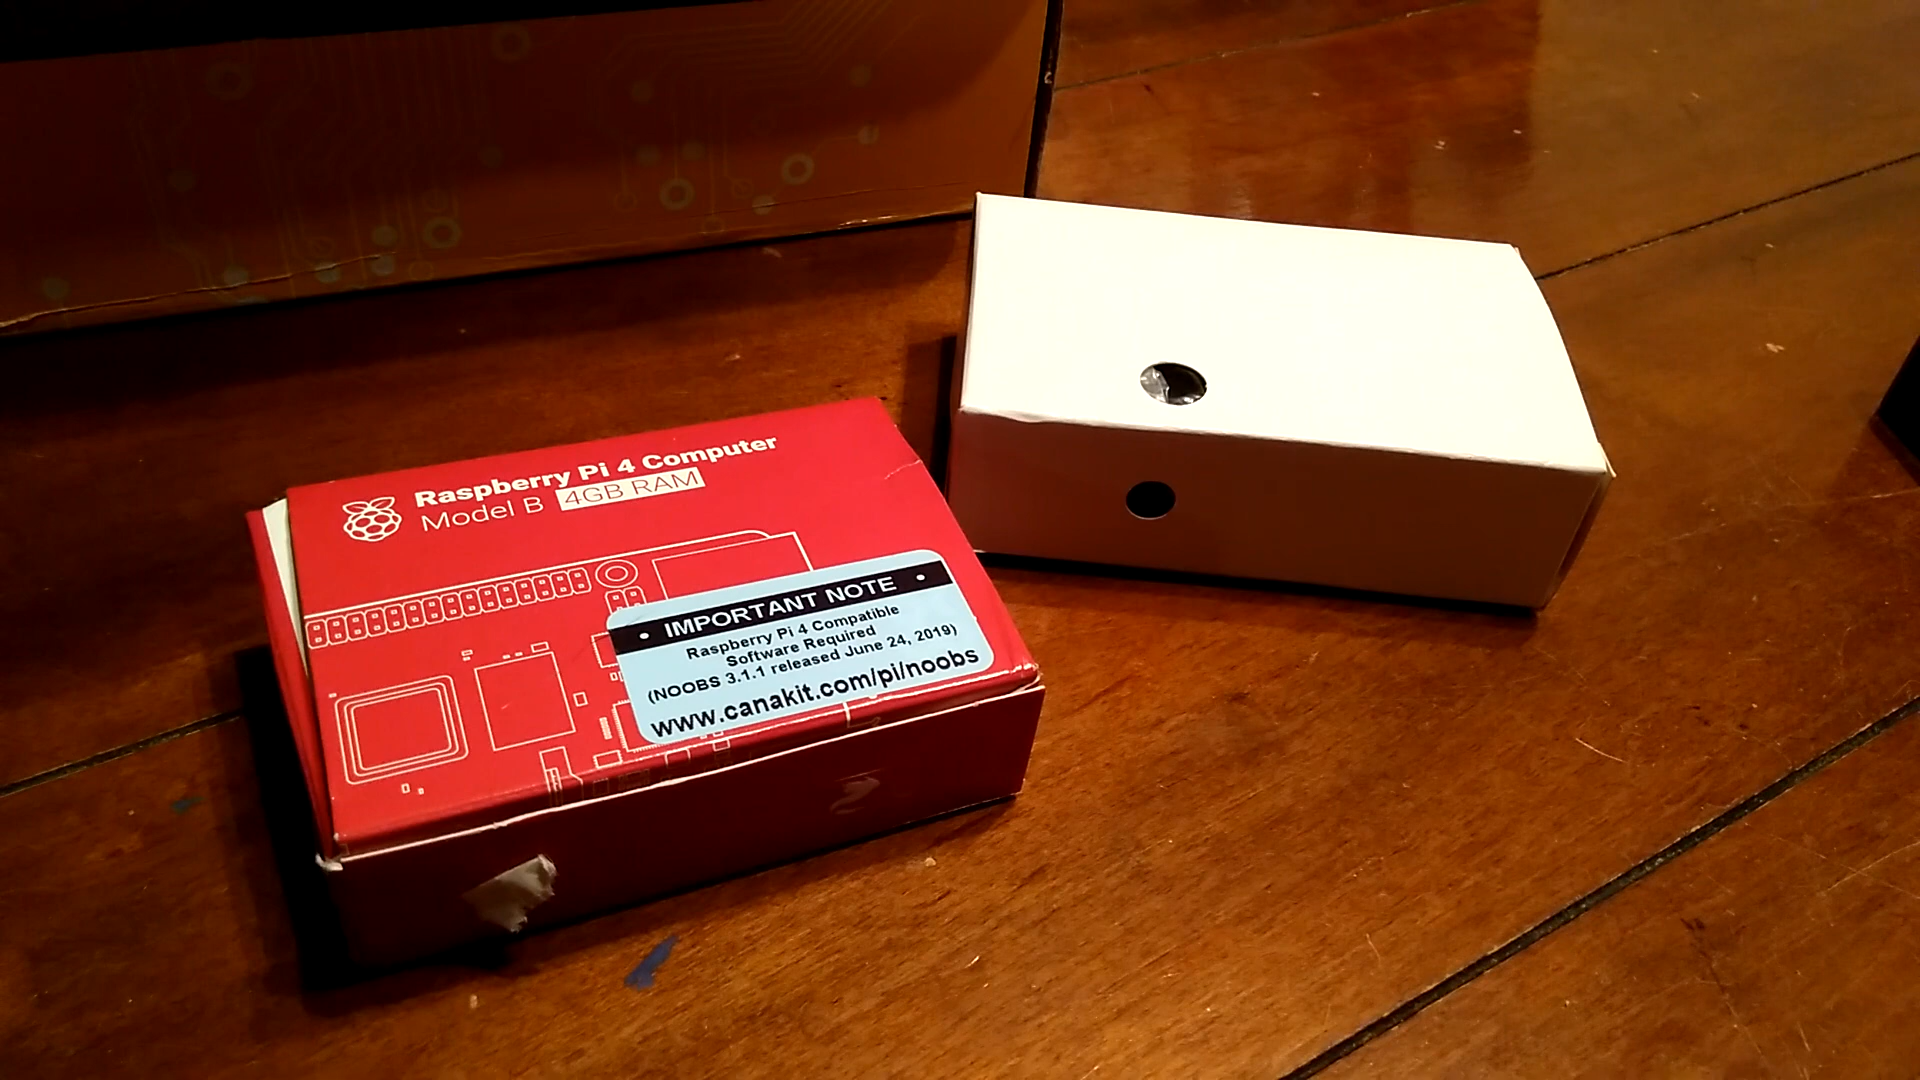 Raspberry Pi 4 Computer
Model B 4GB RAM
• IMPORTANT NOTE •
Raspberry Pi 4 Compatible
Software Required
(NOOBS 3.1.1 released June 24, 2019)
www.canakit.com/pi/noobs